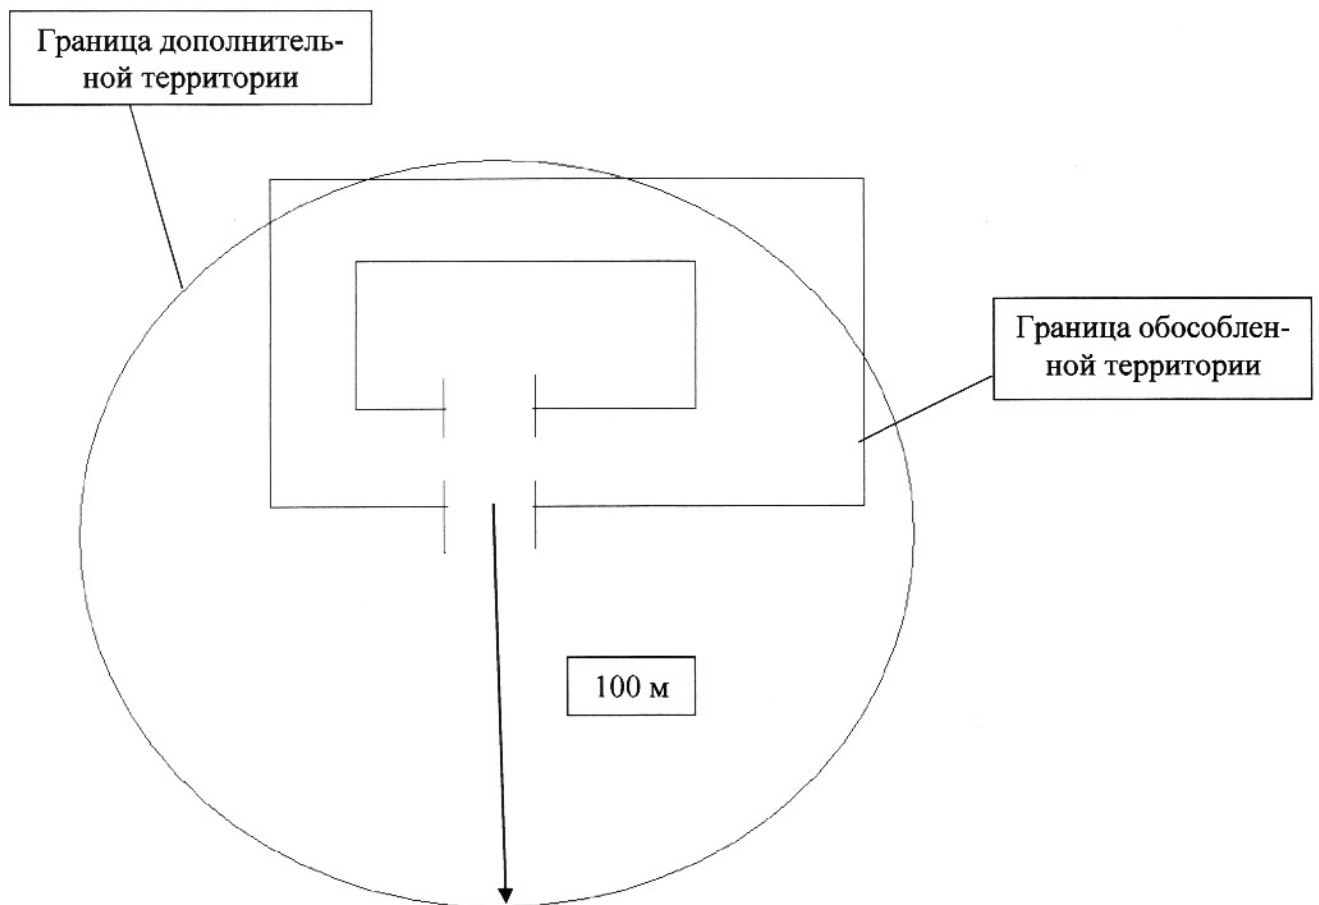 Граница дополнитель-
ной территории
Граница обособлен-
ной территории
100 м